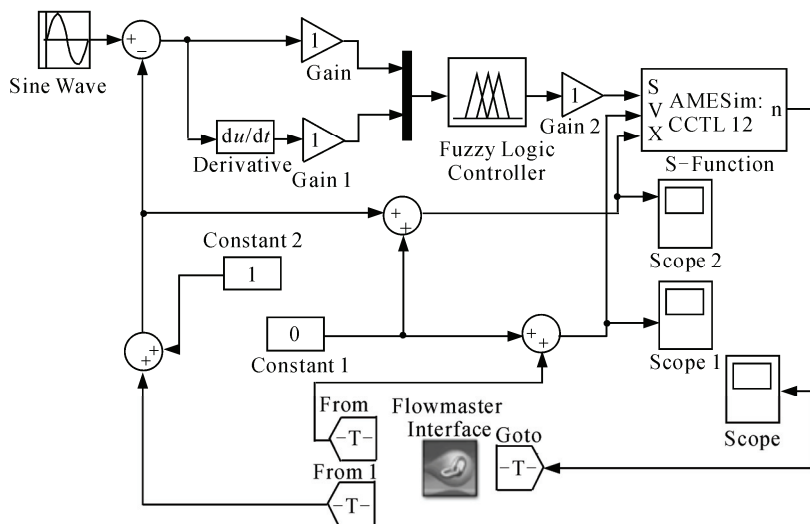 Sine Wave
+
−
1
Gain
du/dt
Derivative
1
Gain 1
Fuzzy Logic
Controller
1
Gain 2
S
V
X
AMESim:
CCTL 12
n
S-Function
+
+
Scope 2
Constant 2
1
0
Constant 1
+
+
Scope 1
+
+
Scope
From
-T-
Flowmaster
Interface
Goto
-T-
From 1
-T-